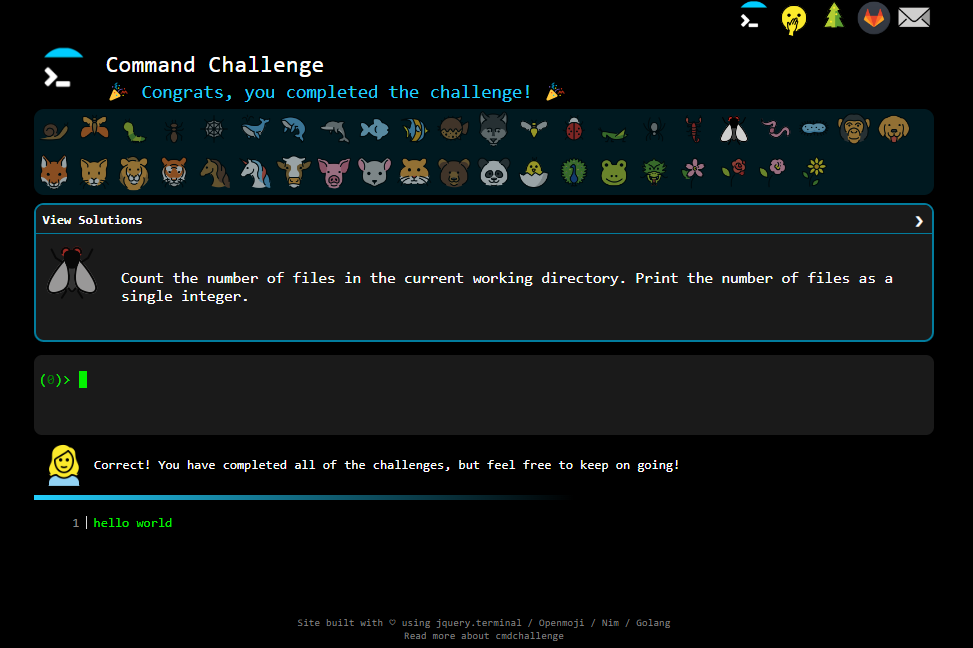 Command Challenge
Congrats, you completed the challenge!
View Solutions
Count the number of files in the current working directory. Print the number of files as a
single integer.
(0)>
Correct! You have completed all of the challenges, but feel free to keep on going!
1 hello world
Site built with ♡ using jquery.terminal / Openmoji / Nim / Golang
Read more about cmdchallenge